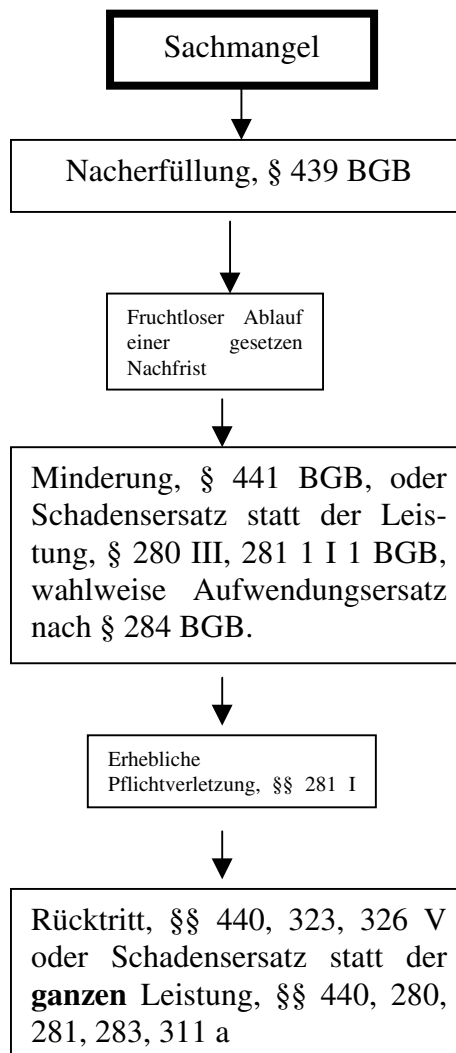 Sachmangel
Nacherfüllung, § 439 BGB
Fruchtloser Ablauf
einer gesetzen
Nachfrist
Minderung, § 441 BGB, oder
Schadensersatz statt der Leis-
tung, § 280 III, 281 1 I 1 BGB,
wahlweise Aufwendungsersatz
nach § 284 BGB.
Erhebliche
Pflichtverletzung, §§ 281 I
Rücktritt, §§ 440, 323, 326 V
oder Schadensersatz statt der
ganzen Leistung, §§ 440, 280,
281, 283, 311 a